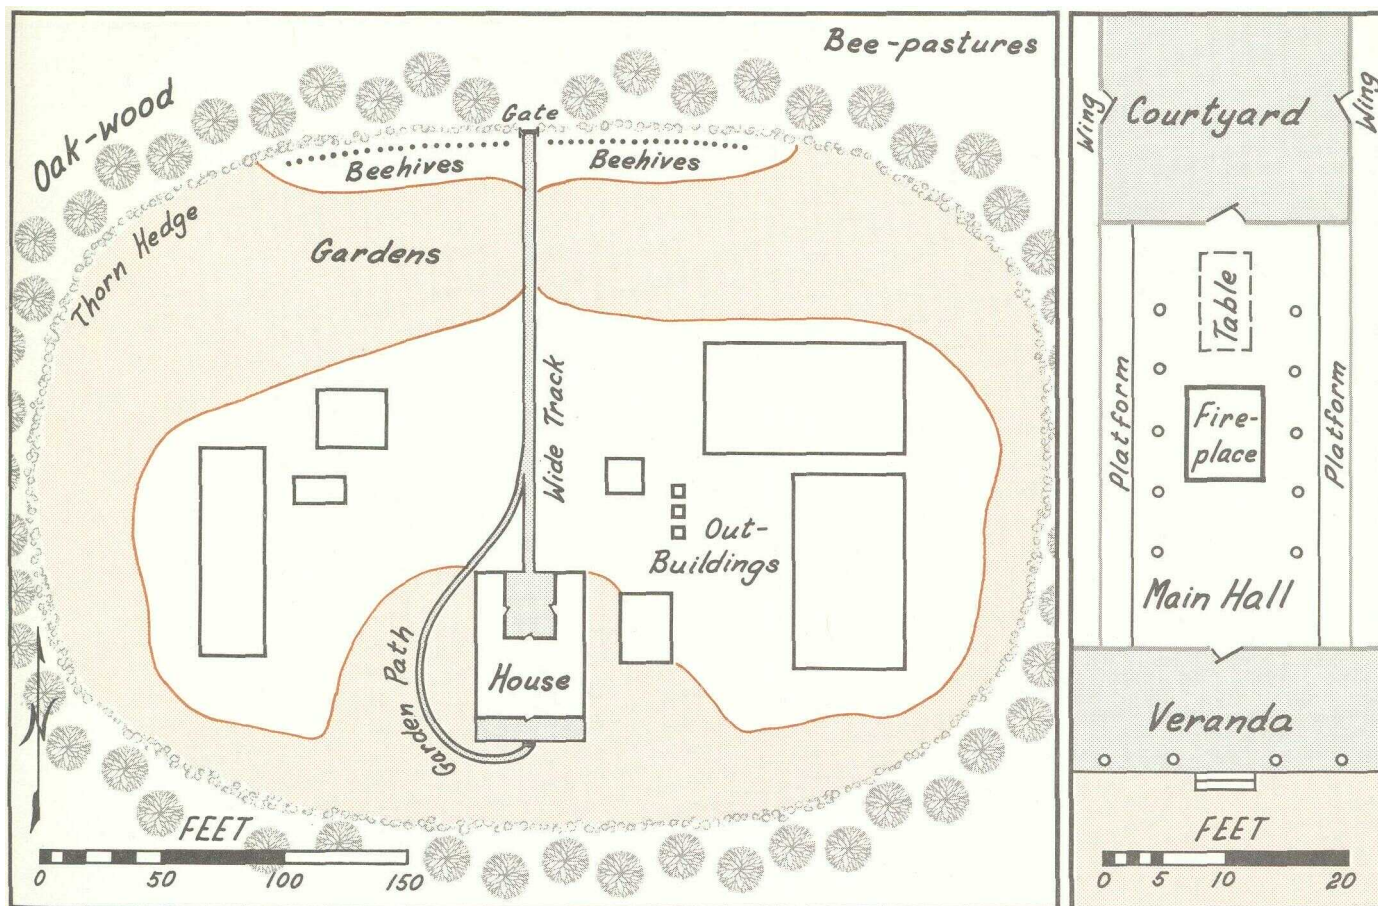 Bee-pastures
Oak-wood
Gate
Beehives
Beehives
Thorn Hedge
Gardens
Wide Track
Out-
Buildings
House
Garden Path
N
FEET
0 50 100 150
Wing
Courtyard
Wing
Table
Platform
Fire-
place
Platform
Main Hall
Veranda
FEET
0 5 10 20